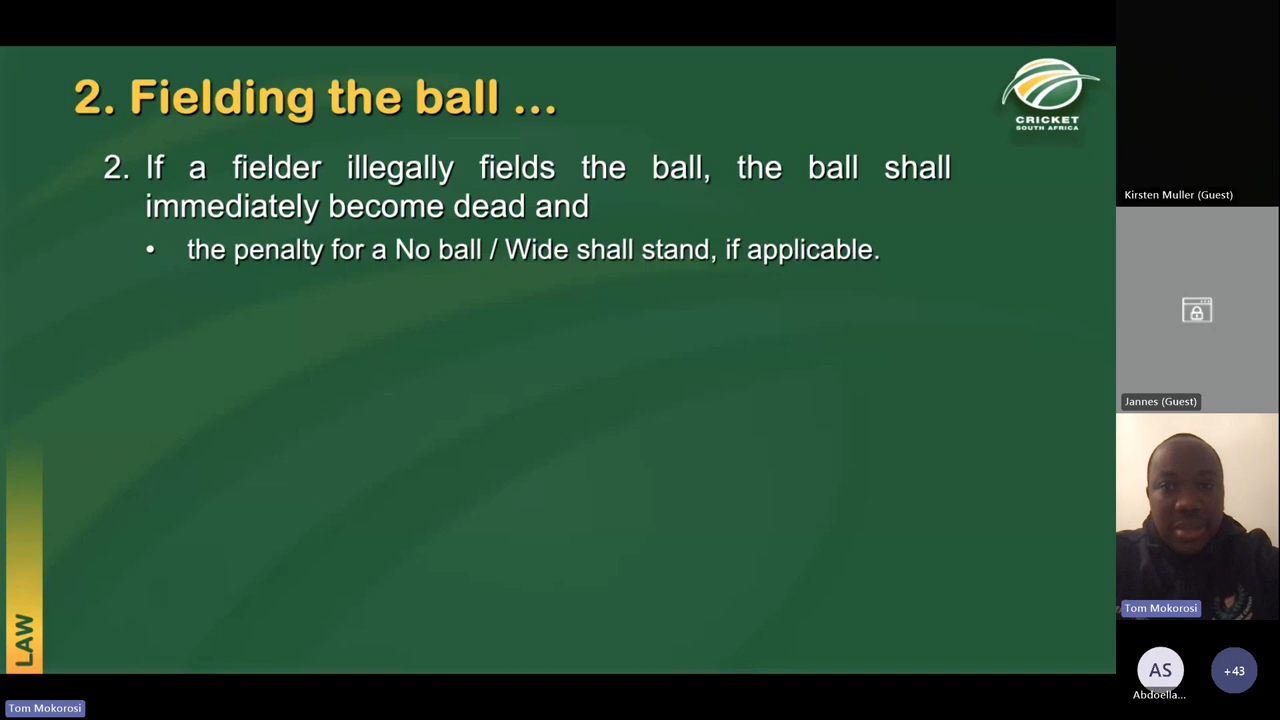 2. Fielding the ball ...
CRICKET
SOUTH AFRICA
2. If a fielder illegally fields the ball, the ball shall
immediately become dead and
• the penalty for a No ball / Wide shall stand, if applicable.
LAW
Tom Mokorosi
Kirsten Muller (Guest)
Jannes (Guest)
Tom Mokorosi
AS
Abdoella...
+43